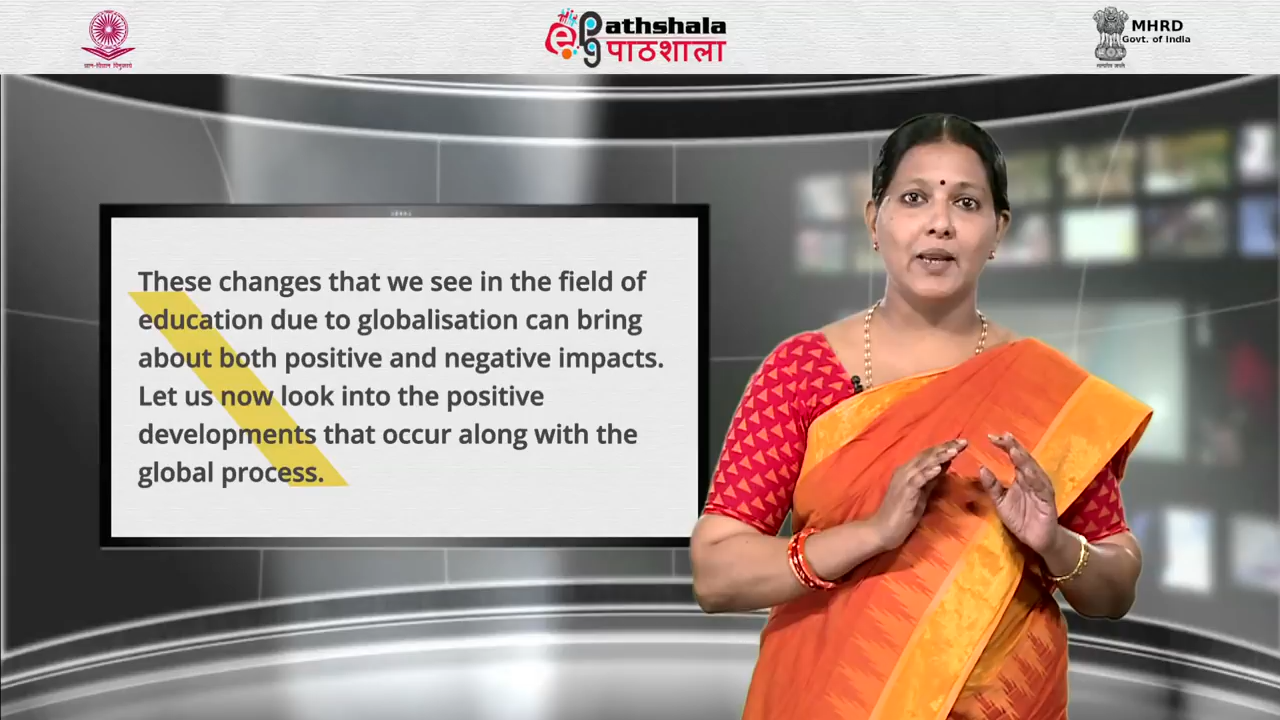 athshala
पाठशाला
MHRD
Govt. of India
These changes that we see in the field of
education due to globalisation can bring
about both positive and negative impacts.
Let us now look into the positive
developments that occur along with the
global process.